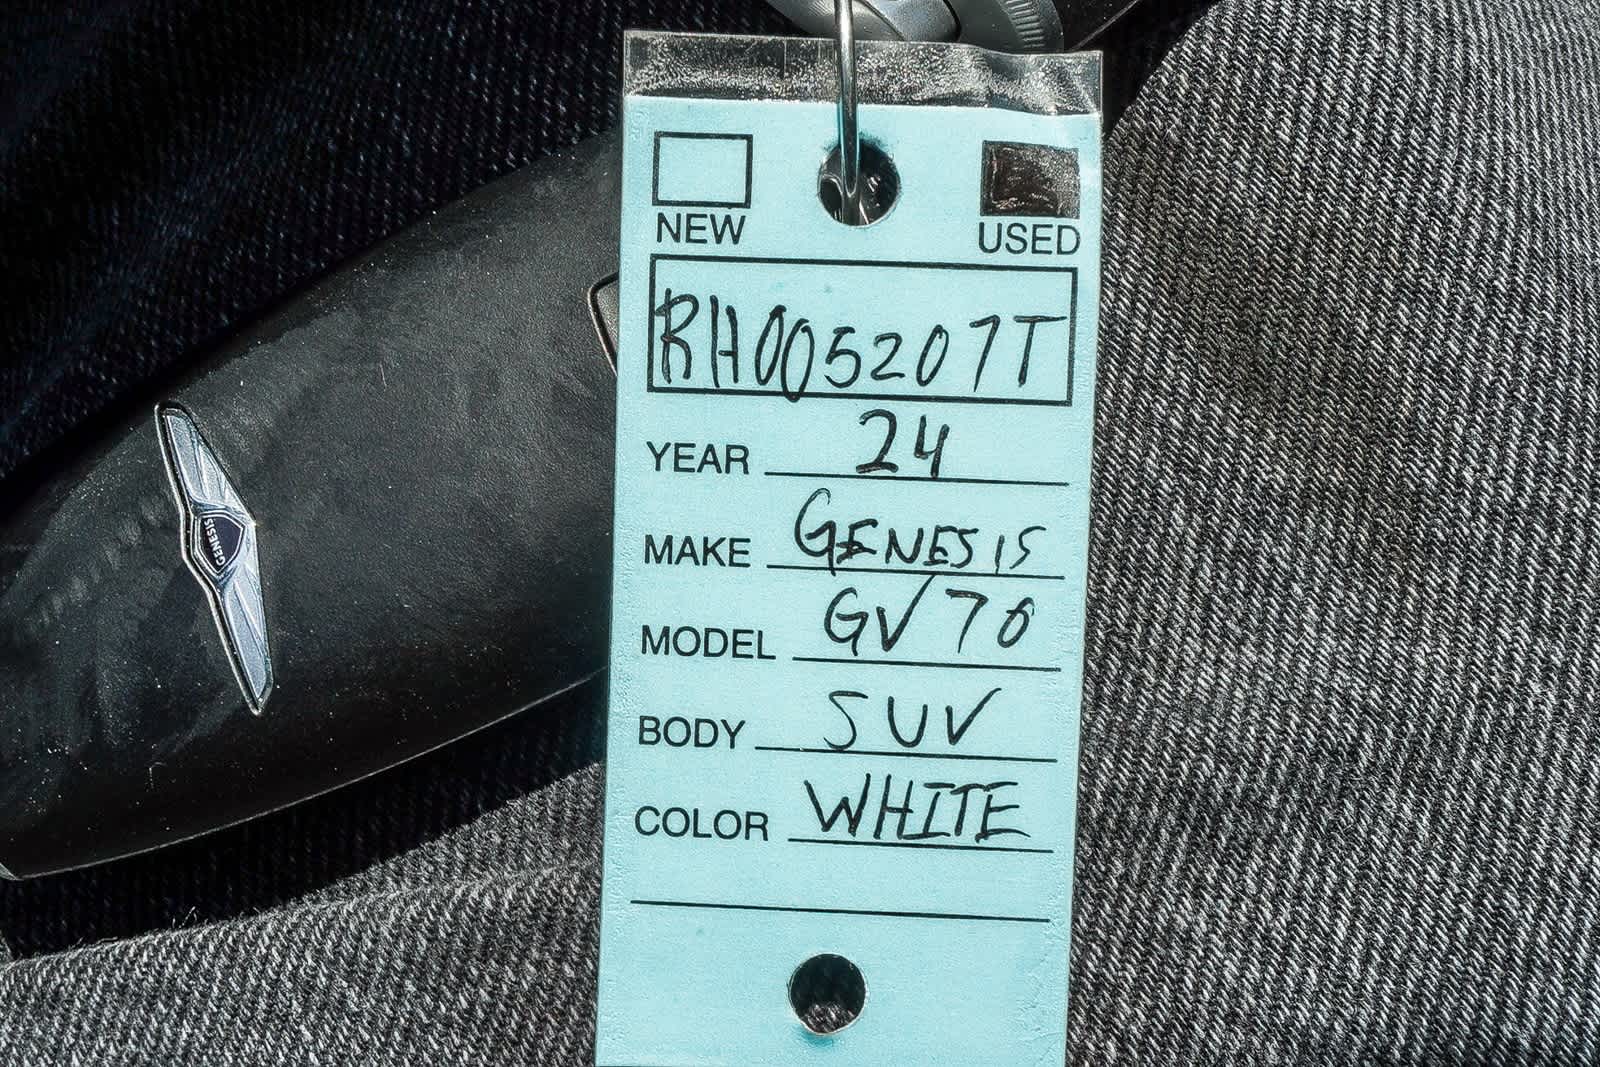 NEW USED
RH005207T
YEAR 24
MAKE GENESIS
MODEL GV70
BODY SUV
COLOR WHITE
GENESIS